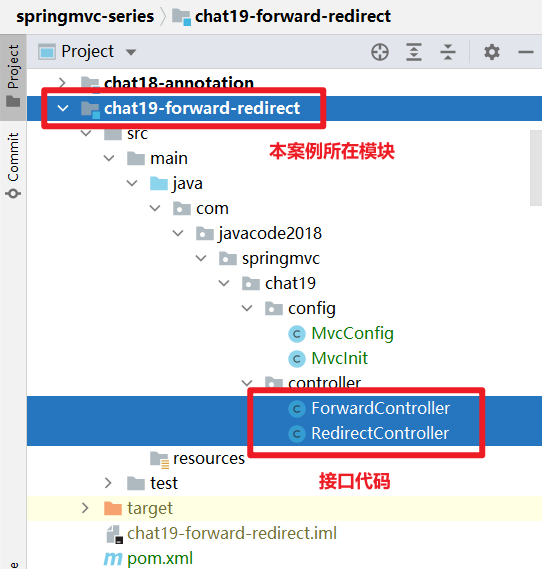 springmvc-series
chat19-forward-redirect
Project
Project
Commit
chat18-annotation
chat19-forward-redirect
src
本案例所在模块
main
java
com
javacode2018
springmvc
chat19
config
MvcConfig
MvcInit
controller
ForwardController
RedirectController
resources
接口代码
test
target
chat19-forward-redirect.iml
pom.xml